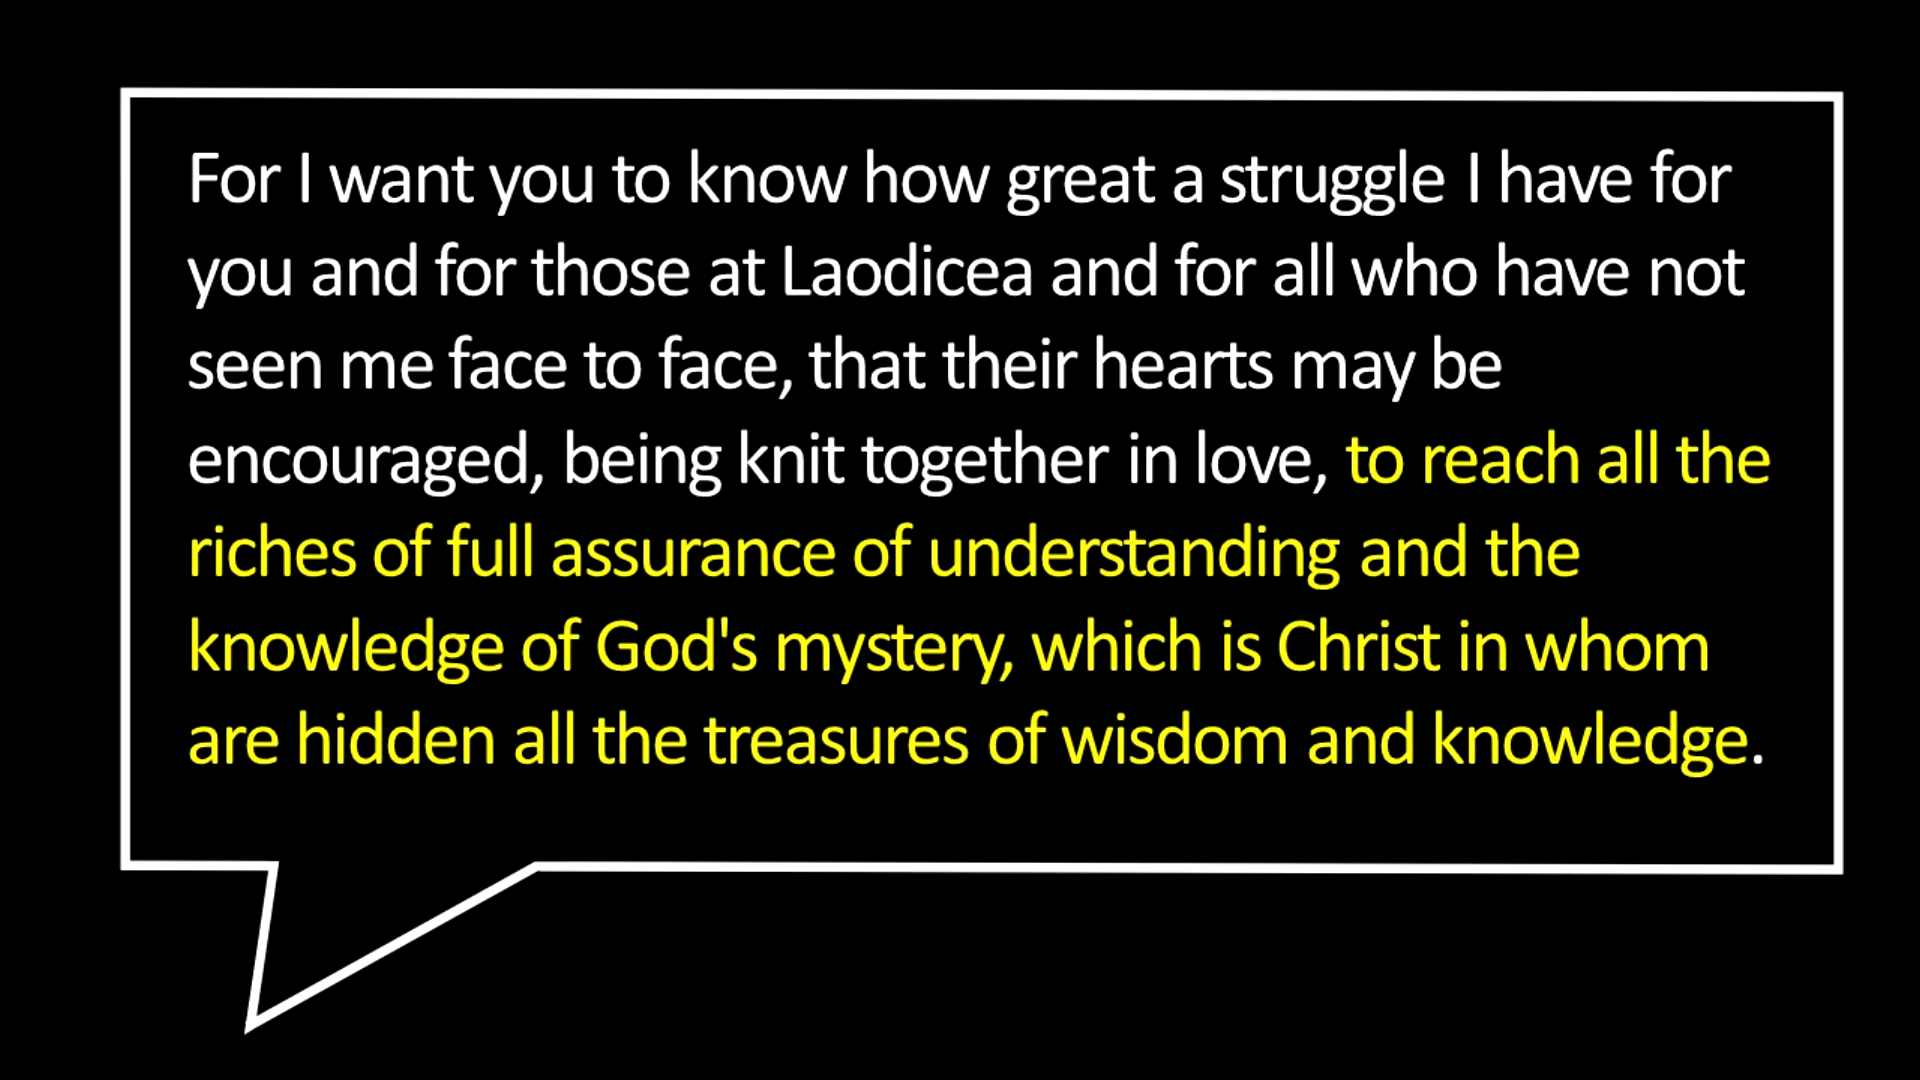 For I want you to know how great a struggle I have for
you and for those at Laodicea and for all who have not
seen me face to face, that their hearts may be
encouraged, being knit together in love, to reach all the
riches of full assurance of understanding and the
knowledge of God's mystery, which is Christ in whom
are hidden all the treasures of wisdom and knowledge.